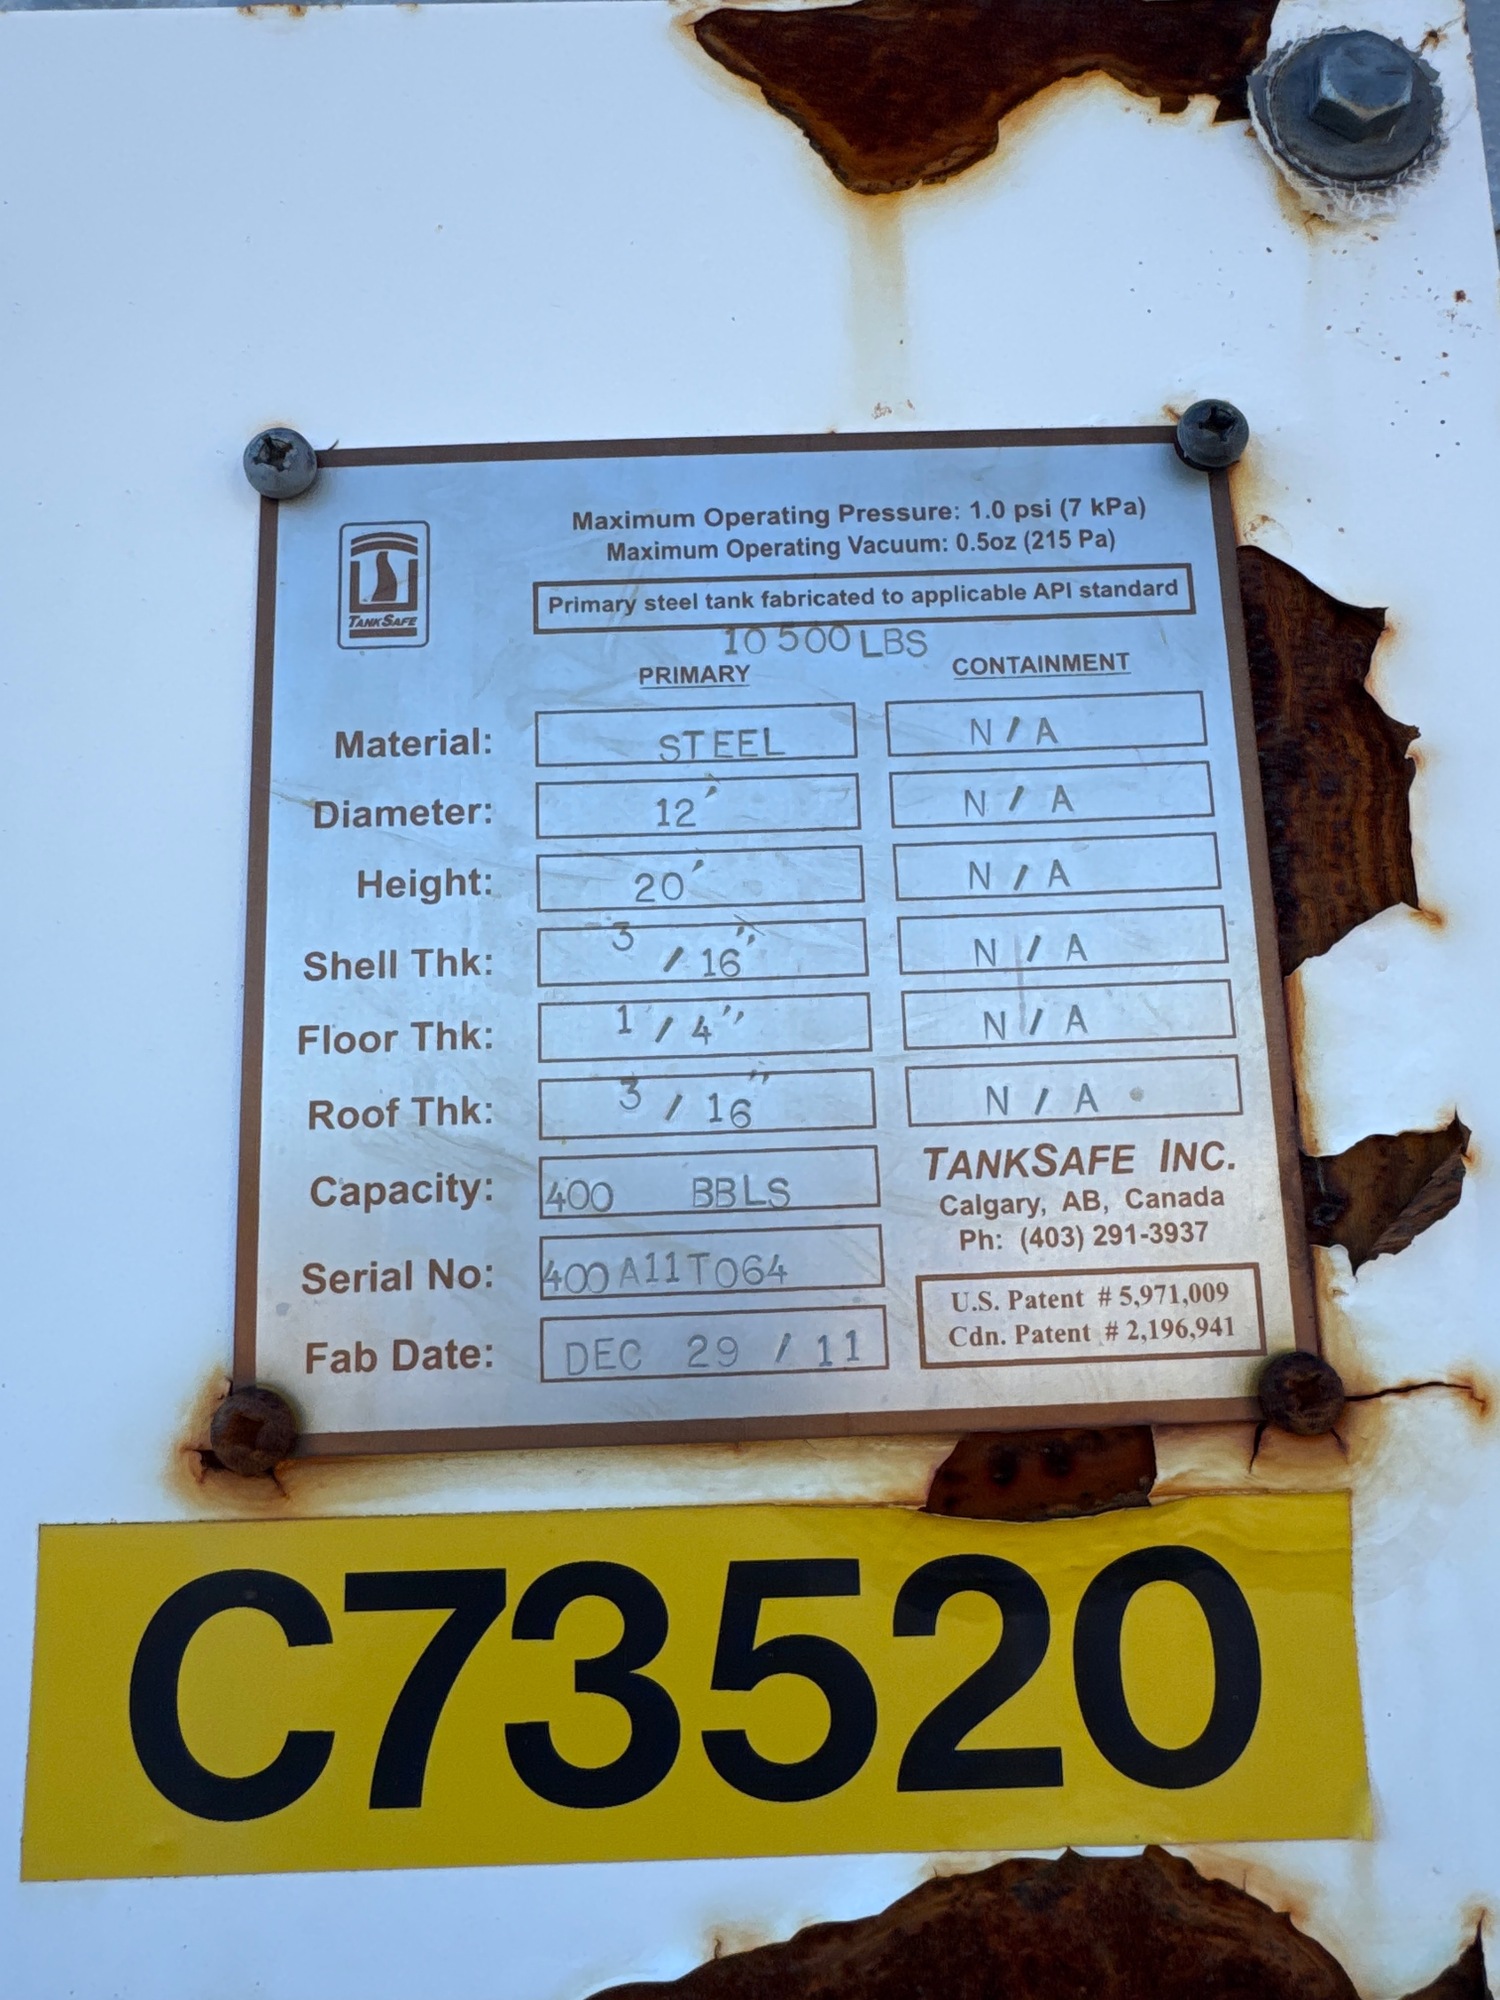 Maximum Operating Pressure: 1.0 psi (7 kPa)
Maximum Operating Vacuum: 0.5oz (215 Pa)
TANKSAFE
Primary steel tank fabricated to applicable API standard
10 500 LBS
PRIMARY CONTAINMENT
Material: STEEL N/A
Diameter: 12' N/A
Height: 20' N/A
Shell Thk: 3/16" N/A
Floor Thk: 1/4" N/A
Roof Thk: 3/16" N/A
Capacity: 400 BBLS
Serial No: 400A11T064
Fab Date: DEC 29 / 11
TANKSAFE INC.
Calgary, AB, Canada
Ph: (403) 291-3937
U.S. Patent # 5,971,009
Cdn. Patent # 2,196,941
C73520